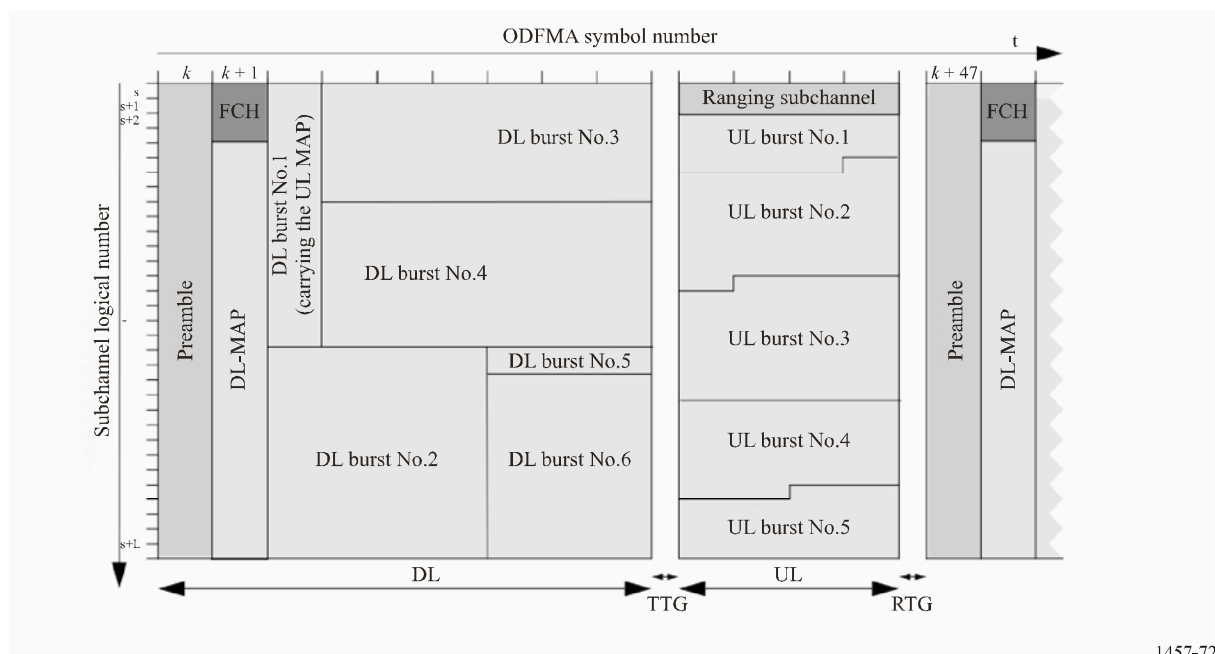 ODFMA symbol number
t
k
k + 1
k + 47
s
s+1
s+2
s+L
Subchannel logical number
Preamble
FCH
DL-MAP
DL burst No.1
(carrying the UL MAP)
DL burst No.3
DL burst No.4
DL burst No.5
DL burst No.2
DL burst No.6
Ranging subchannel
UL burst No.1
UL burst No.2
UL burst No.3
UL burst No.4
UL burst No.5
Preamble
FCH
DL-MAP
DL
TTG
UL
RTG
1457-72